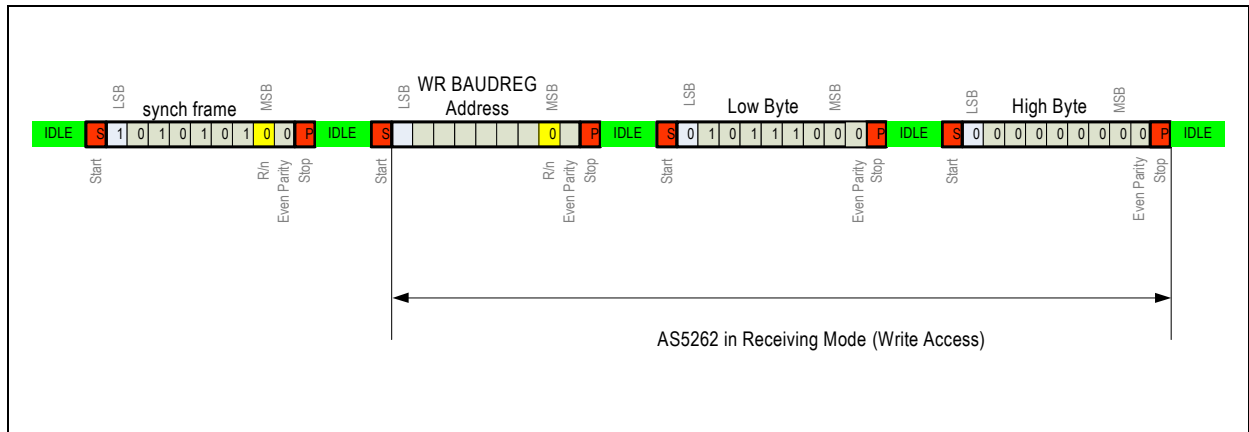 LSB MSB LSB WR BAUDREG MSB LSB MSB LSB MSB
synch frame Address Low Byte High Byte
IDLE S 1 0 1 0 1 0 1 0 0 P IDLE S 0 P IDLE S 0 1 0 1 1 1 0 0 0 P IDLE S 0 0 0 0 0 0 0 0 0 P IDLE
Start R/n Even Parity Stop Start R/n Even Parity Stop Start Even Parity Stop Start Even Parity Stop
AS5262 in Receiving Mode (Write Access)